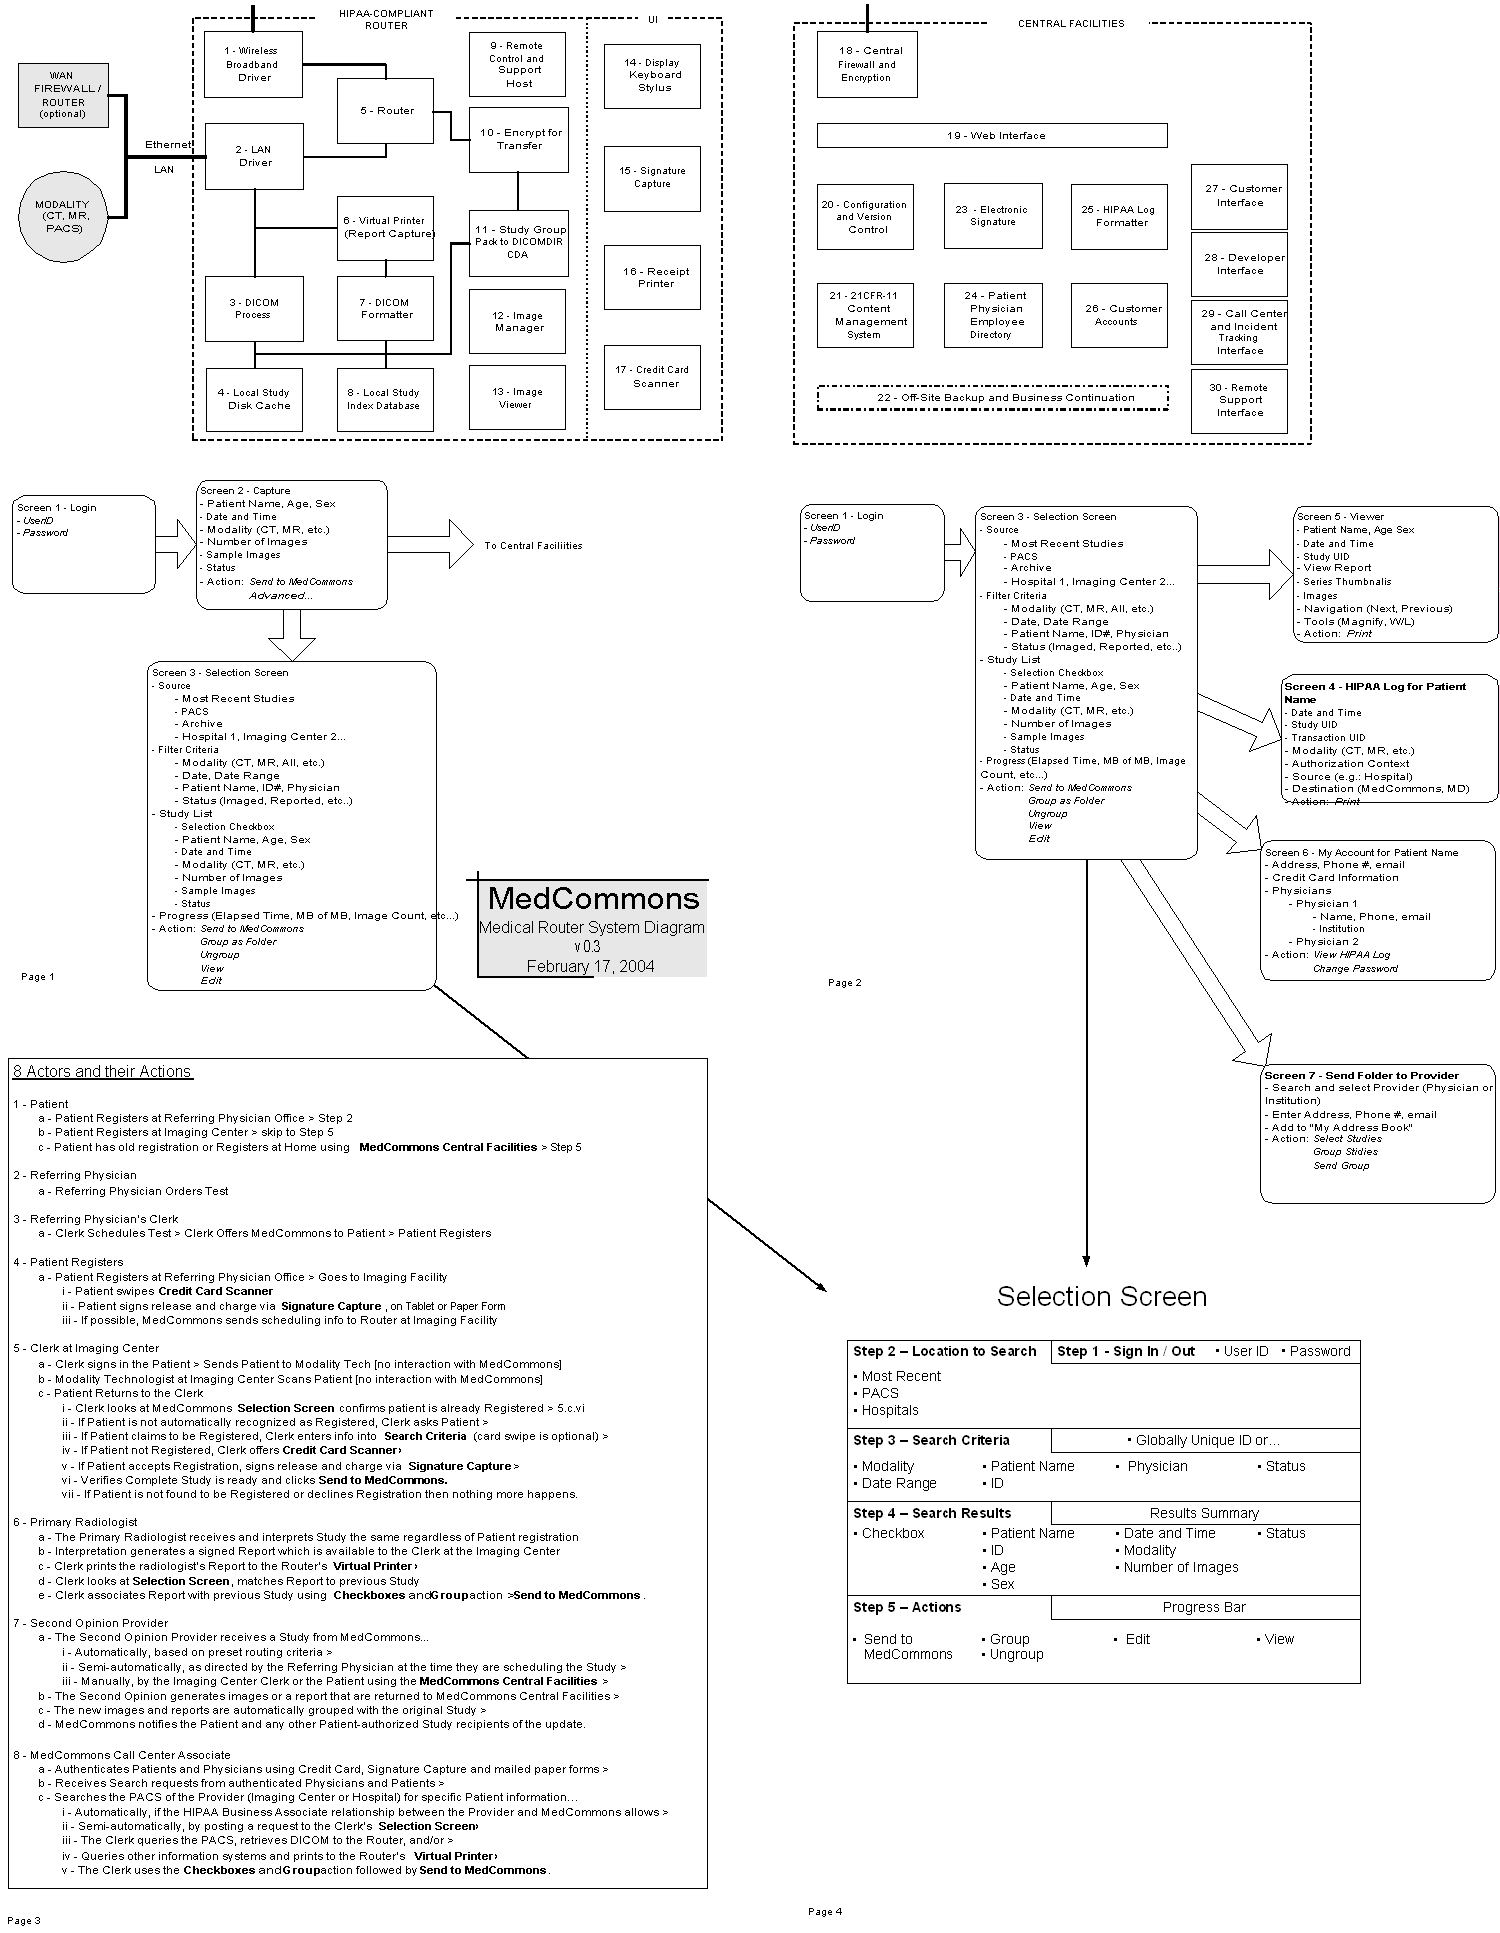 HIPAA-COMPLIANT
ROUTER
UI
1 - Wireless
Broadband
Driver
9 - Remote
Control and
Support
Host
14 - Display
Keyboard
Stylus
WAN
FIREWALL /
ROUTER
(optional)
5 - Router
10 - Encrypt for
Transfer
Ethernet
LAN
2 - LAN
Driver
15 - Signature
Capture
MODALITY
(CT, MR,
PACS)
6 - Virtual Printer
(Report Capture)
11 - Study Group
Pack to DICOMDIR
CDA
16 - Receipt
Printer
3 - DICOM
Process
7 - DICOM
Formatter
12 - Image
Manager
4 - Local Study
Disk Cache
8 - Local Study
Index Database
13 - Image
Viewer
17 - Credit Card
Scanner
CENTRAL FACILITIES
18 - Central
Firewall and
Encryption
19 - Web Interface
20 - Configuration
and Version
Control
23 - Electronic
Signature
25 - HIPAA Log
Formatter
27 - Customer
Interface
28 - Developer
Interface
21 - 21CFR-11
Content
Management
System
24 - Patient
Physician
Employee
Directory
26 - Customer
Accounts
29 - Call Center
and Incident
Tracking
Interface
22 - Off-Site Backup and Business Continuation
30 - Remote
Support
Interface
Screen 1 - Login
- UserID
- Password
Screen 2 - Capture
- Patient Name, Age, Sex
- Date and Time
- Modality (CT, MR, etc.)
- Number of Images
- Sample Images
- Status
- Action: Send to MedCommons
Advanced...
To Central Faciliities
Screen 3 - Selection Screen
- Source
- Most Recent Studies
- PACS
- Archive
- Hospital 1, Imaging Center 2...
- Filter Criteria
- Modality (CT, MR, All, etc.)
- Date, Date Range
- Patient Name, ID#, Physician
- Status (Imaged, Reported, etc..)
- Study List
- Selection Checkbox
- Patient Name, Age, Sex
- Date and Time
- Modality (CT, MR, etc.)
- Number of Images
- Sample Images
- Status
- Progress (Elapsed Time, MB of MB, Image Count, etc...)
- Action: Send to MedCommons
Group as Folder
Ungroup
View
Edit
MedCommons
Medical Router System Diagram
v 0.3
February 17, 2004
Page 1
Screen 1 - Login
- UserID
- Password
Screen 3 - Selection Screen
- Source
- Most Recent Studies
- PACS
- Archive
- Hospital 1, Imaging Center 2...
- Filter Criteria
- Modality (CT, MR, All, etc.)
- Date, Date Range
- Patient Name, ID#, Physician
- Status (Imaged, Reported, etc..)
- Study List
- Selection Checkbox
- Patient Name, Age, Sex
- Date and Time
- Modality (CT, MR, etc.)
- Number of Images
- Sample Images
- Status
- Progress (Elapsed Time, MB of MB, Image
Count, etc...)
- Action: Send to MedCommons
Group as Folder
Ungroup
View
Edit
Screen 5 - Viewer
- Patient Name, Age Sex
- Date and Time
- Study UID
- View Report
- Series Thumbnalis
- Images
- Navigation (Next, Previous)
- Tools (Magnify, W/L)
- Action: Print
Screen 4 - HIPAA Log for Patient
Name
- Date and Time
- Study UID
- Transaction UID
- Modality (CT, MR, etc.)
- Authorization Context
- Source (e.g.: Hospital)
- Destination (MedCommons, MD)
- Action: Print
Screen 6 - My Account for Patient Name
- Address, Phone #, email
- Credit Card Information
- Physicians
- Physician 1
- Name, Phone, email
- Institution
- Physician 2
- Action: View HIPAA Log
Change Password
Screen 7 - Send Folder to Provider
- Search and select Provider (Physician or
Institution)
- Enter Address, Phone #, email
- Add to "My Address Book"
- Action: Select Studies
Group Stidies
Send Group
Page 2
8 Actors and their Actions
1 - Patient
a - Patient Registers at Referring Physician Office > Step 2
b - Patient Registers at Imaging Center > skip to Step 5
c - Patient has old registration or Registers at Home using MedCommons Central Facilities > Step 5
2 - Referring Physician
a - Referring Physician Orders Test
3 - Referring Physician's Clerk
a - Clerk Schedules Test > Clerk Offers MedCommons to Patient > Patient Registers
4 - Patient Registers
a - Patient Registers at Referring Physician Office > Goes to Imaging Facility
i - Patient swipes Credit Card Scanner
ii - Patient signs release and charge via Signature Capture , on Tablet or Paper Form
iii - If possible, MedCommons sends scheduling info to Router at Imaging Facility
5 - Clerk at Imaging Center
a - Clerk signs in the Patient > Sends Patient to Modality Tech [no interaction with MedCommons]
b - Modality Technologist at Imaging Center Scans Patient [no interaction with MedCommons]
c - Patient Returns to the Clerk
i - Clerk looks at MedCommons Selection Screen confirms patient is already Registered > 5.c.vi
ii - If Patient is not automatically recognized as Registered, Clerk asks Patient >
iii - If Patient claims to be Registered, Clerk enters info into Search Criteria (card swipe is optional) >
iv - If Patient not Registered, Clerk offers Credit Card Scanner›
v - If Patient accepts Registration, signs release and charge via Signature Capture >
vi - Verifies Complete Study is ready and clicks Send to MedCommons.
vii - If Patient is not found to be Registered or declines Registration then nothing more happens.
6 - Primary Radiologist
a - The Primary Radiologist receives and interprets Study the same regardless of Patient registration
b - Interpretation generates a signed Report which is available to the Clerk at the Imaging Center
c - Clerk prints the radiologist's Report to the Router's Virtual Printer ›
d - Clerk looks at Selection Screen , matches Report to previous Study
e - Clerk associates Report with previous Study using Checkboxes and Group action > Send to MedCommons .
7 - Second Opinion Provider
a - The Second Opinion Provider receives a Study from MedCommons...
i - Automatically, based on preset routing criteria >
ii - Semi-automatically, as directed by the Referring Physician at the time they are scheduling the Study >
iii - Manually, by the Imaging Center Clerk or the Patient using the MedCommons Central Facilities >
b - The Second Opinion generates images or a report that are returned to MedCommons Central Facilities >
c - The new images and reports are automatically grouped with the original Study >
d - MedCommons notifies the Patient and any other Patient-authorized Study recipients of the update.
8 - MedCommons Call Center Associate
a - Authenticates Patients and Physicians using Credit Card, Signature Capture and mailed paper forms >
b - Receives Search requests from authenticated Physicians and Patients >
c - Searches the PACS of the Provider (Imaging Center or Hospital) for specific Patient information...
i - Automatically, if the HIPAA Business Associate relationship between the Provider and MedCommons allows >
ii - Semi-automatically, by posting a request to the Clerk's Selection Screen›
iii - The Clerk queries the PACS, retrieves DICOM to the Router, and/or >
iv - Queries other information systems and prints to the Router's Virtual Printer ›
v - The Clerk uses the Checkboxes and Group action followed by Send to MedCommons .
Page 3
Selection Screen
Step 2 – Location to Search
Step 1 - Sign In / Out • User ID • Password
• Most Recent
• PACS
• Hospitals
Step 3 – Search Criteria
• Globally Unique ID or...
• Modality • Patient Name • Physician • Status
• Date Range • ID
Step 4 – Search Results
Results Summary
• Checkbox • Patient Name • Date and Time • Status
• ID • Modality
• Age • Number of Images
• Sex
Step 5 – Actions
Progress Bar
• Send to • Group • Edit • View
MedCommons • Ungroup
Page 4